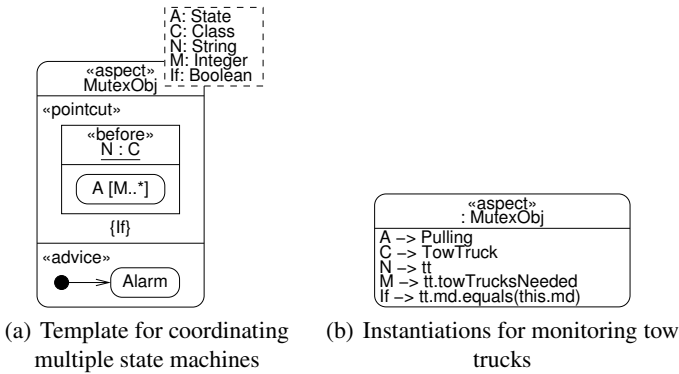 A: State
C: Class
N: String
M: Integer
If: Boolean
«aspect»
MutexObj
«pointcut»
«before»
N : C
A [M..*]
{If}
«advice»
Alarm
(a) Template for coordinating
multiple state machines
«aspect»
: MutexObj
A −> Pulling
C −> TowTruck
N −> tt
M −> tt.towTrucksNeeded
If −> tt.md.equals(this.md)
(b) Instantiations for monitoring tow
trucks